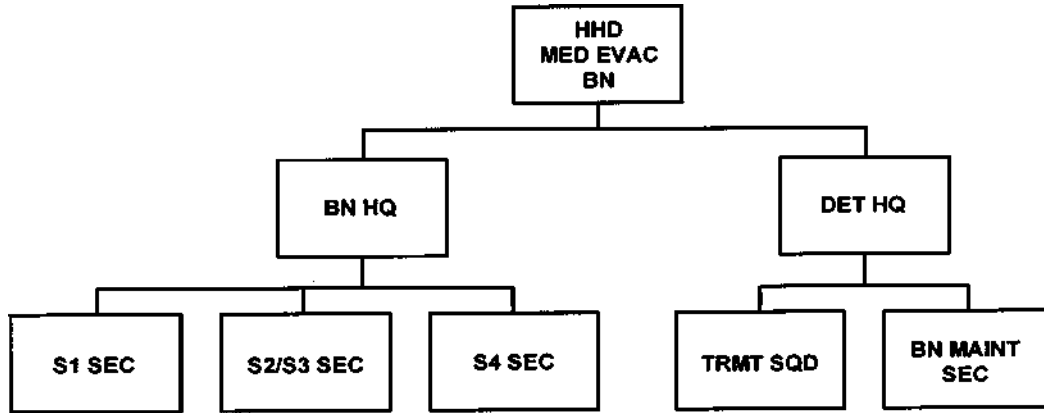 HHD
MED EVAC
BN
BN HQ
DET HQ
S1 SEC
S2/S3 SEC
S4 SEC
TRMT SQD
BN MAINT
SEC